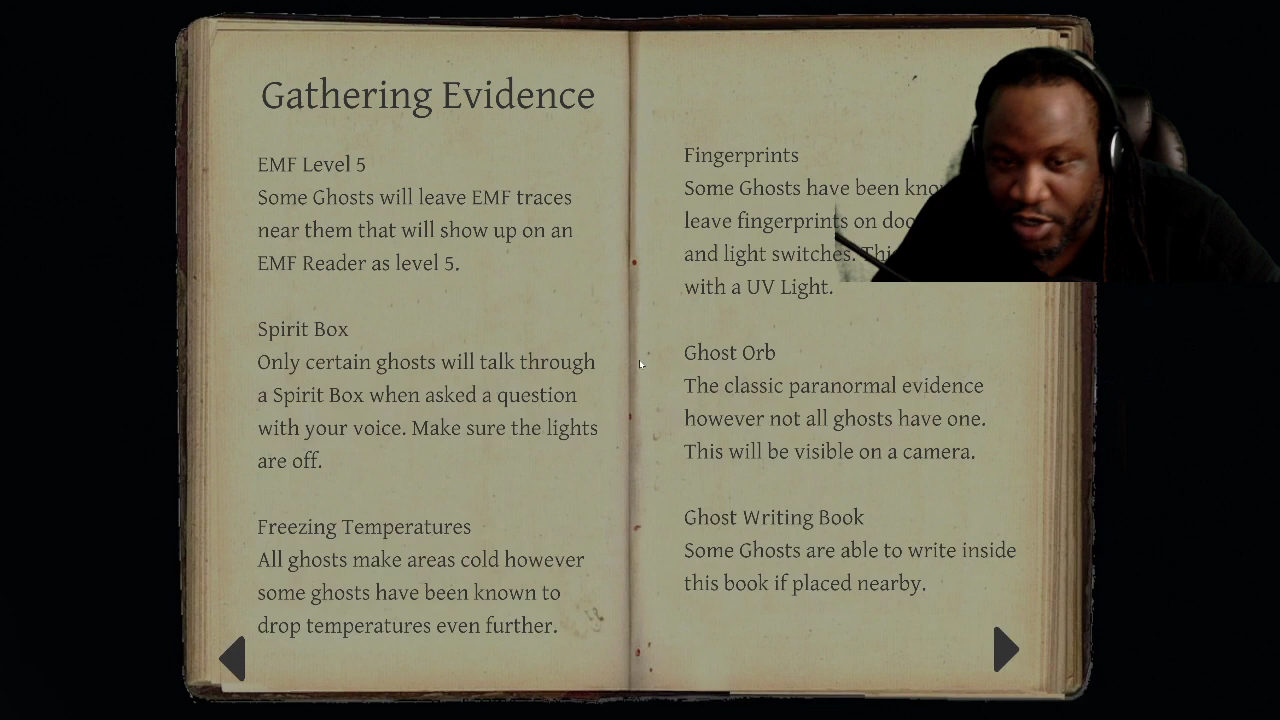 Gathering Evidence
EMF Level 5
Some Ghosts will leave EMF traces
near them that will show up on an
EMF Reader as level 5.
Spirit Box
Only certain ghosts will talk through
a Spirit Box when asked a question
with your voice. Make sure the lights
are off.
Freezing Temperatures
All ghosts make areas cold however
some ghosts have been known to
drop temperatures even further.
Fingerprints
Some Ghosts have been
leave fingerprints on
and light switches.
with a UV Light.
Ghost Orb
The classic paranormal evidence
however not all ghosts have one.
This will be visible on a camera.
Ghost Writing Book
Some Ghosts are able to write inside
this book if placed nearby.